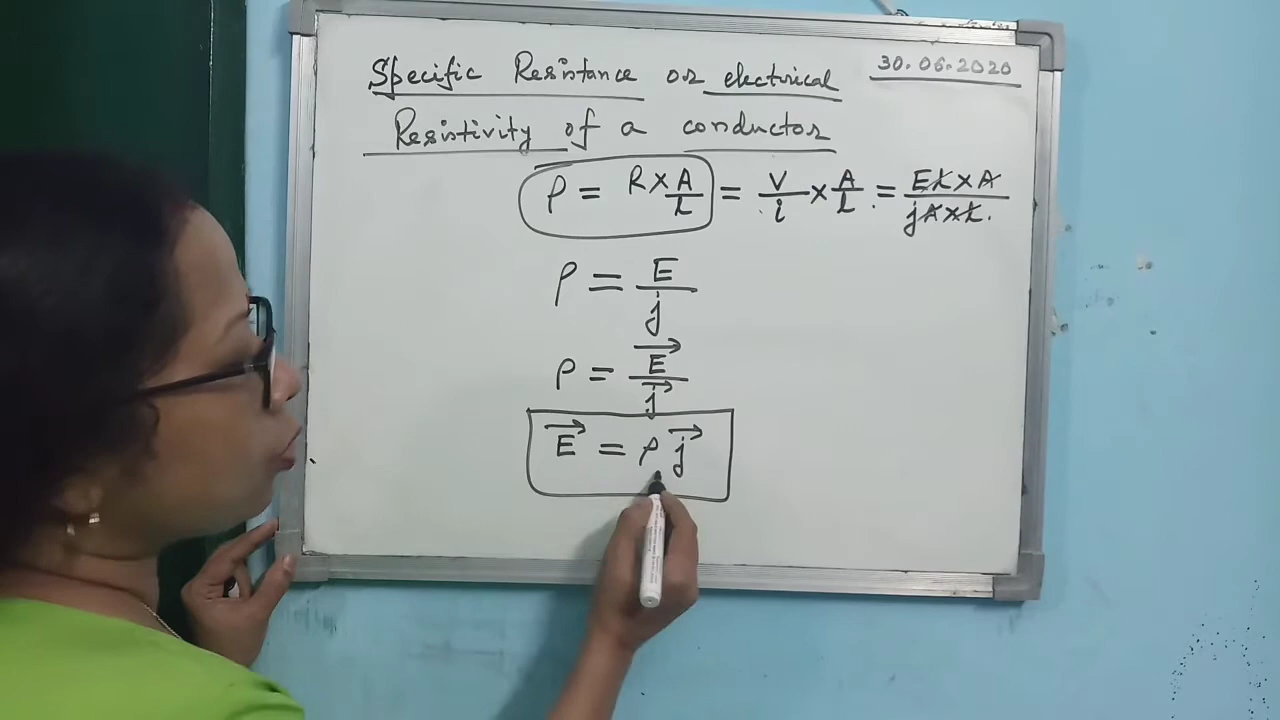 Specific Resistance or electrical 30.06.2020
Resistivity of a conductor
ρ = R × A/L = V/i × A/L = EL × A / jA × L.
ρ = E/j
ρ = E⃗/j⃗
E⃗ = ρ j⃗